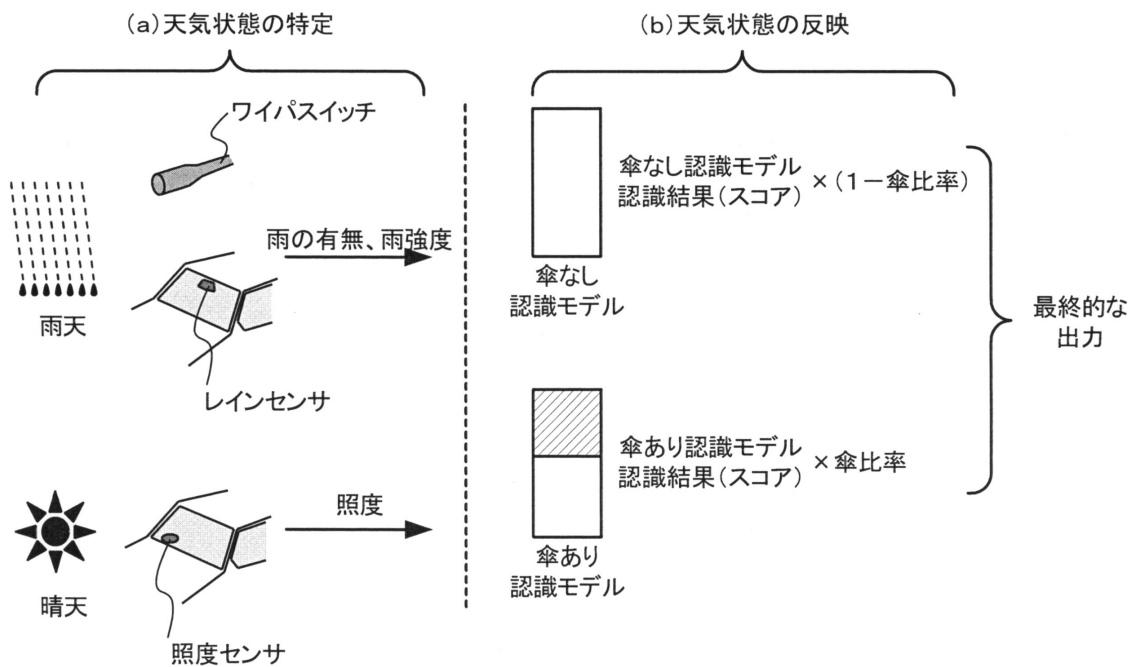 (a)天気状態の特定
ワイパスイッチ
雨の有無、雨強度
雨天
レインセンサ
照度
晴天
照度センサ
(b)天気状態の反映
傘なし認識モデル
認識結果(スコア)
×(1-傘比率)
傘なし
認識モデル
傘あり認識モデル
認識結果(スコア)
×傘比率
傘あり
認識モデル
最終的な
出力